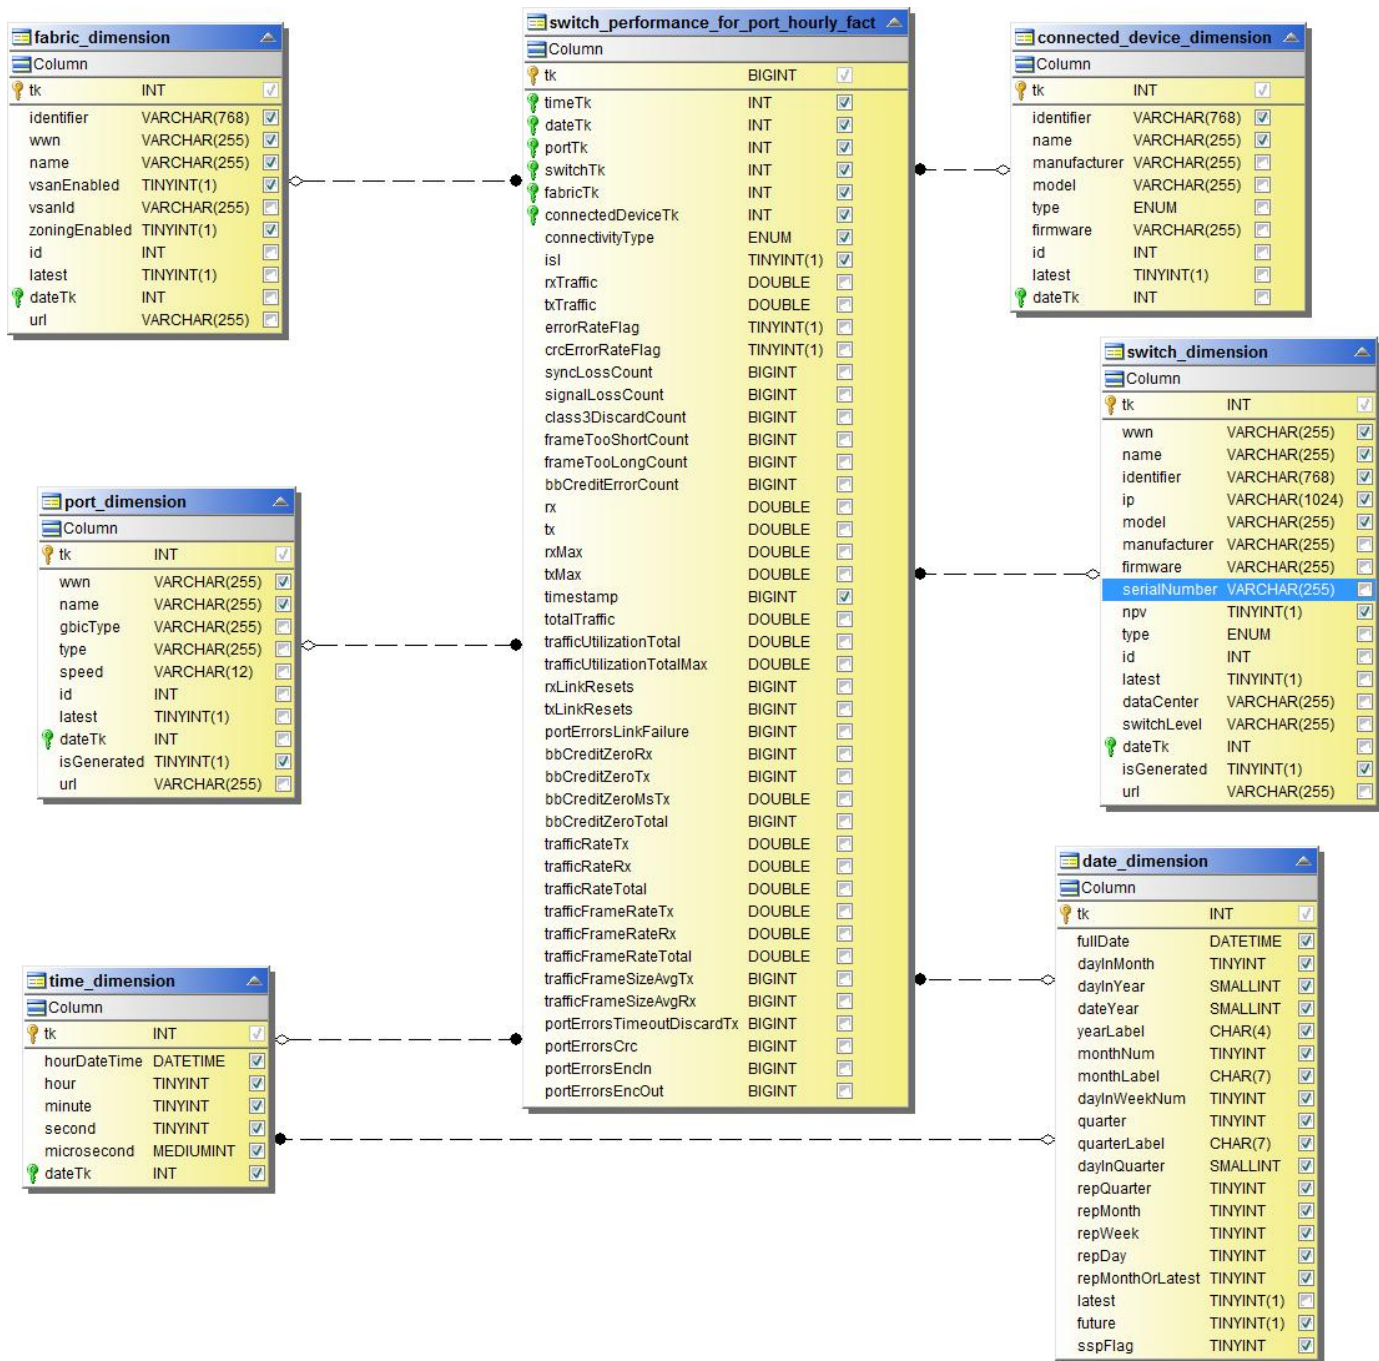 fabric_dimension
Column
tk INT
identifier VARCHAR(768)
wwn VARCHAR(255)
name VARCHAR(255)
vsanEnabled TINYINT(1)
vsanId VARCHAR(255)
zoningEnabled TINYINT(1)
id INT
latest TINYINT(1)
dateTk INT
url VARCHAR(255)
port_dimension
Column
tk INT
wwn VARCHAR(255)
name VARCHAR(255)
gbicType VARCHAR(255)
type VARCHAR(255)
speed VARCHAR(12)
id INT
latest TINYINT(1)
dateTk INT
isGenerated TINYINT(1)
url VARCHAR(255)
time_dimension
Column
tk INT
hourDateTime DATETIME
hour TINYINT
minute TINYINT
second TINYINT
microsecond MEDIUMINT
dateTk INT
switch_performance_for_port_hourly_fact
Column
tk BIGINT
timeTk INT
dateTk INT
portTk INT
switchTk INT
fabricTk INT
connectedDeviceTk INT
connectivityType ENUM
isl TINYINT(1)
rxTraffic DOUBLE
txTraffic DOUBLE
errorRateFlag TINYINT(1)
crcErrorRateFlag TINYINT(1)
syncLossCount BIGINT
signalLossCount BIGINT
class3DiscardCount BIGINT
frameTooShortCount BIGINT
frameTooLongCount BIGINT
bbCreditErrorCount BIGINT
rx DOUBLE
tx DOUBLE
rxMax DOUBLE
txMax DOUBLE
timestamp BIGINT
totalTraffic DOUBLE
trafficUtilizationTotal DOUBLE
trafficUtilizationTotalMax DOUBLE
rxLinkResets BIGINT
txLinkResets BIGINT
portErrorsLinkFailure BIGINT
bbCreditZeroRx BIGINT
bbCreditZeroTx BIGINT
bbCreditZeroMsTx DOUBLE
bbCreditZeroTotal BIGINT
trafficRateTx DOUBLE
trafficRateRx DOUBLE
trafficRateTotal DOUBLE
trafficFrameRateTx DOUBLE
trafficFrameRateRx DOUBLE
trafficFrameRateTotal DOUBLE
trafficFrameSizeAvgTx BIGINT
trafficFrameSizeAvgRx BIGINT
portErrorsTimeoutDiscardTx BIGINT
portErrorsCrc BIGINT
portErrorsEncIn BIGINT
portErrorsEncOut BIGINT
connected_device_dimension
Column
tk INT
identifier VARCHAR(768)
name VARCHAR(255)
manufacturer VARCHAR(255)
model VARCHAR(255)
type ENUM
firmware VARCHAR(255)
id INT
latest TINYINT(1)
dateTk INT
switch_dimension
Column
tk INT
wwn VARCHAR(255)
name VARCHAR(255)
identifier VARCHAR(768)
ip VARCHAR(1024)
model VARCHAR(255)
manufacturer VARCHAR(255)
firmware VARCHAR(255)
serialNumber VARCHAR(255)
npv TINYINT(1)
type ENUM
id INT
latest TINYINT(1)
dataCenter VARCHAR(255)
switchLevel VARCHAR(255)
dateTk INT
isGenerated TINYINT(1)
url VARCHAR(255)
date_dimension
Column
tk INT
fullDate DATETIME
dayInMonth TINYINT
dayInYear SMALLINT
dateYear SMALLINT
yearLabel CHAR(4)
monthNum TINYINT
monthLabel CHAR(7)
dayInWeekNum TINYINT
quarter TINYINT
quarterLabel CHAR(7)
dayInQuarter SMALLINT
repQuarter TINYINT
repMonth TINYINT
repWeek TINYINT
repDay TINYINT
repMonthOrLatest TINYINT
latest TINYINT(1)
future TINYINT(1)
sspFlag TINYINT